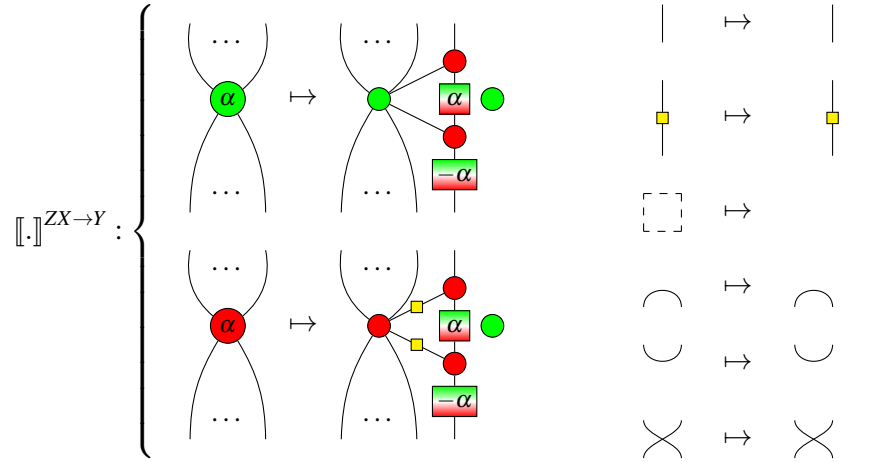 ... ... ...
α ↦ α ↦
... ... -α ↦
⟦.⟧^{ZX→Y} : ↦
... ... ↦
α ↦ α ↦
-α
... ... ↦